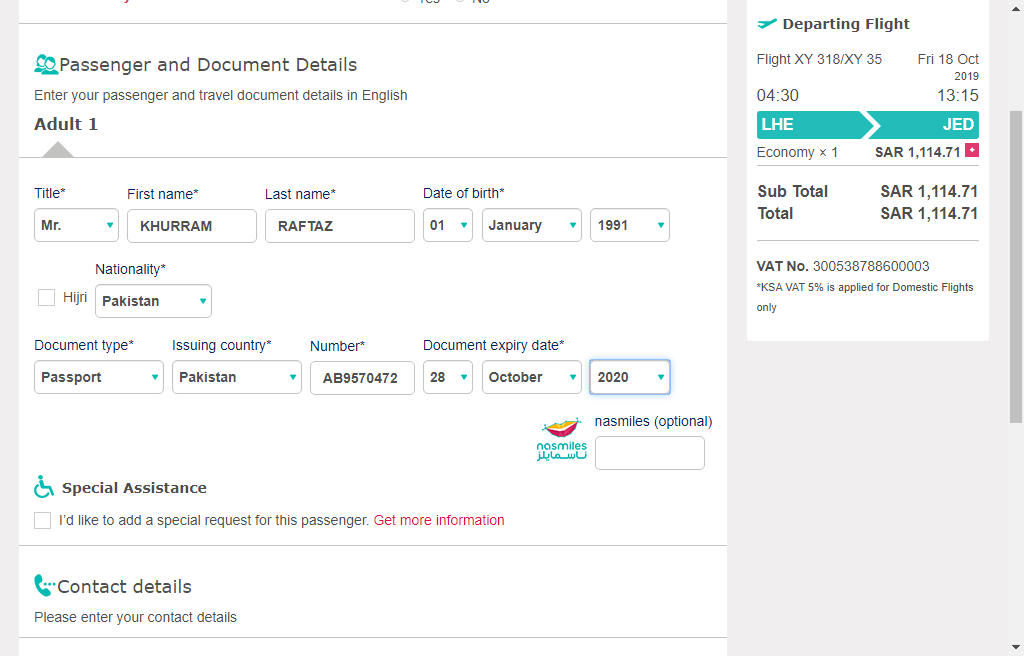 Yes No
Passenger and Document Details
Enter your passenger and travel document details in English
Adult 1
Title* First name* Last name* Date of birth*
Mr. KHURRAM RAFTAZ 01 January 1991
Nationality*
Hijri Pakistan
Document type* Issuing country* Number* Document expiry date*
Passport Pakistan AB9570472 28 October 2020
nasmiles (optional)
nasmiles
ناسمايلز
Special Assistance
I'd like to add a special request for this passenger. Get more information
Contact details
Please enter your contact details
Departing Flight
Flight XY 318/XY 35 Fri 18 Oct
2019
04:30 13:15
LHE JED
Economy × 1 SAR 1,114.71 +
Sub Total SAR 1,114.71
Total SAR 1,114.71
VAT No. 300538788600003
*KSA VAT 5% is applied for Domestic Flights
only